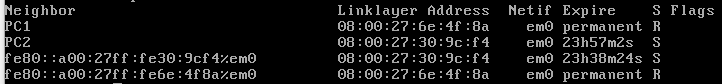 Neighbor Linklayer Address Netif Expire S Flags
PC1 08:00:27:6e:4f:8a em0 permanent R
PC2 08:00:27:30:9c:f4 em0 23h57m2s S
fe80::a00:27ff:fe30:9cf4%em0 08:00:27:30:9c:f4 em0 23h38m24s S
fe80::a00:27ff:fe6e:4f8a%em0 08:00:27:6e:4f:8a em0 permanent R